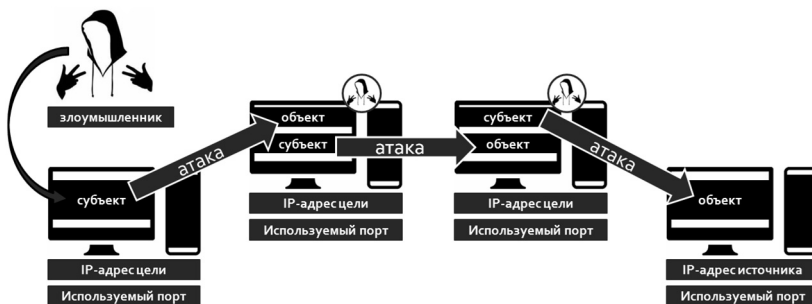 злоумышленник
субъект
IP-адрес цели
Используемый порт
атака
объект
субъект
IP-адрес цели
Используемый порт
атака
субъект
объект
IP-адрес цели
Используемый порт
атака
объект
IP-адрес источника
Используемый порт